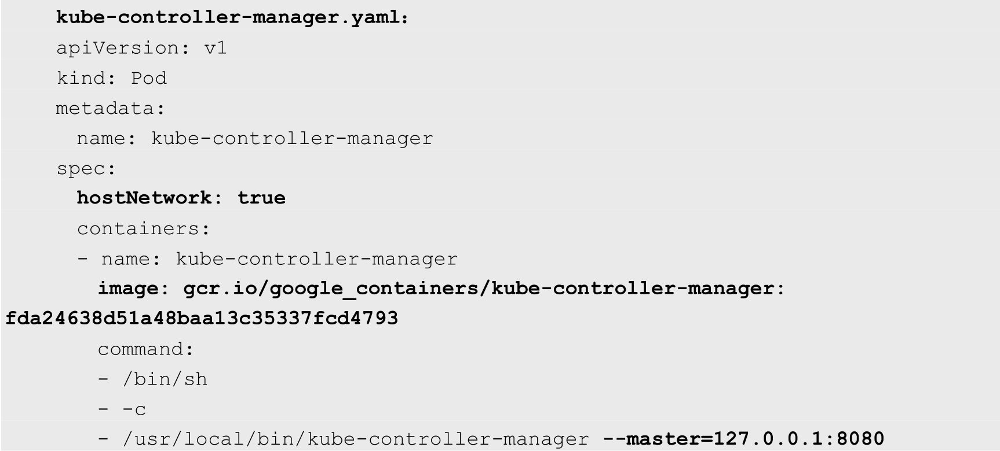 kube-controller-manager.yaml:
apiVersion: v1
kind: Pod
metadata:
  name: kube-controller-manager
spec:
  hostNetwork: true
  containers:
  - name: kube-controller-manager
    image: gcr.io/google_containers/kube-controller-manager:
fda24638d51a48baa13c35337fcd4793
    command:
    - /bin/sh
    - -c
    - /usr/local/bin/kube-controller-manager --master=127.0.0.1:8080